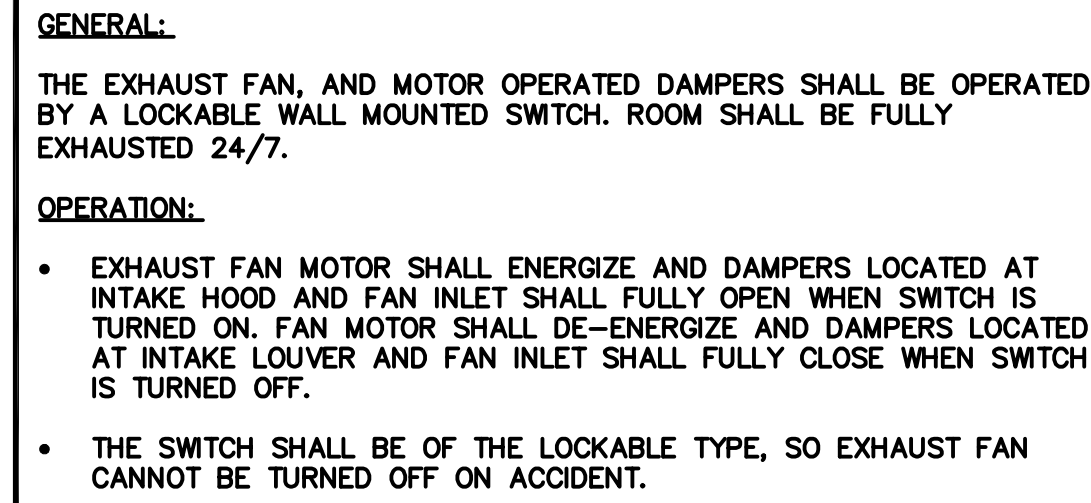 GENERAL:
THE EXHAUST FAN, AND MOTOR OPERATED DAMPERS SHALL BE OPERATED
BY A LOCKABLE WALL MOUNTED SWITCH. ROOM SHALL BE FULLY
EXHAUSTED 24/7.
OPERATION:
• EXHAUST FAN MOTOR SHALL ENERGIZE AND DAMPERS LOCATED AT
INTAKE HOOD AND FAN INLET SHALL FULLY OPEN WHEN SWITCH IS
TURNED ON. FAN MOTOR SHALL DE-ENERGIZE AND DAMPERS LOCATED
AT INTAKE LOUVER AND FAN INLET SHALL FULLY CLOSE WHEN SWITCH
IS TURNED OFF.
• THE SWITCH SHALL BE OF THE LOCKABLE TYPE, SO EXHAUST FAN
CANNOT BE TURNED OFF ON ACCIDENT.